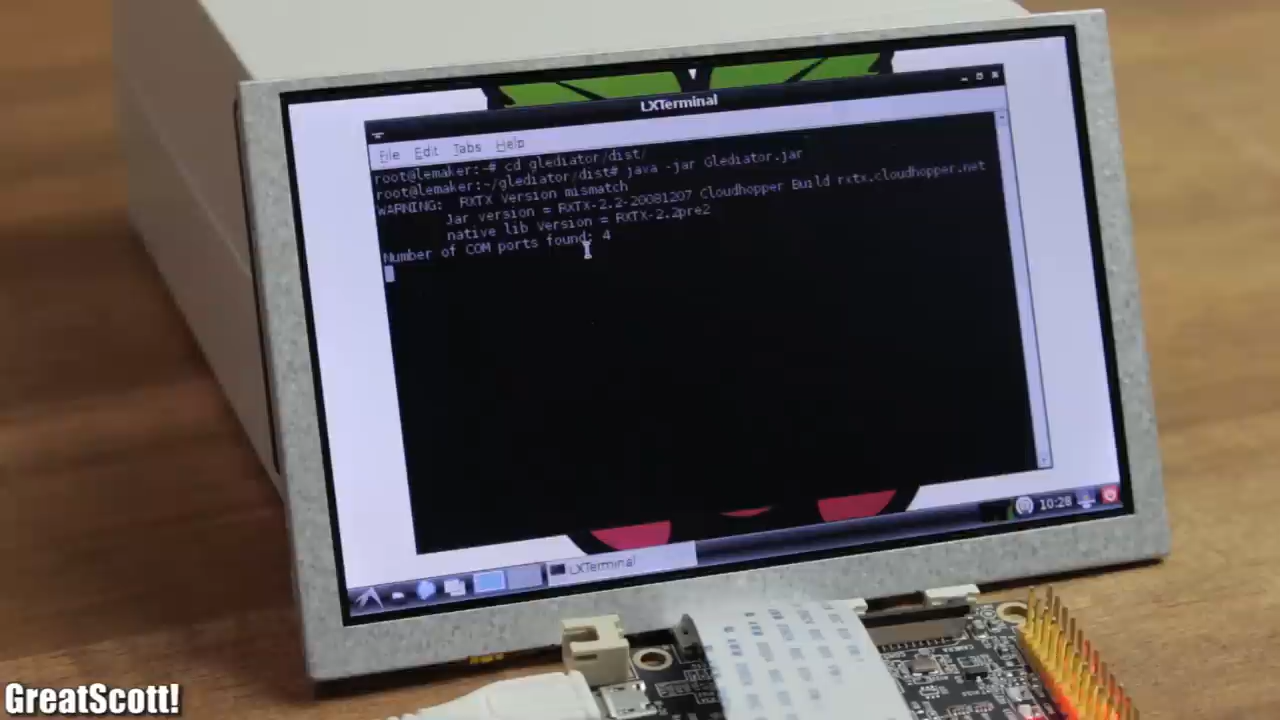 LXTerminal
File Edit Tabs Help
root@lemaker:~# cd glediator/dist/
root@lemaker:~/glediator/dist# java -jar Glediator.jar
WARNING: RXTX Version mismatch
Jar version = RXTX-2.2-20081207 Cloudhopper Build rxtx.cloudhopper.net
native lib Version = RXTX-2.2pre2
Number of COM ports found: 4
LXTerminal
10:28
CAMERA
GreatScott!